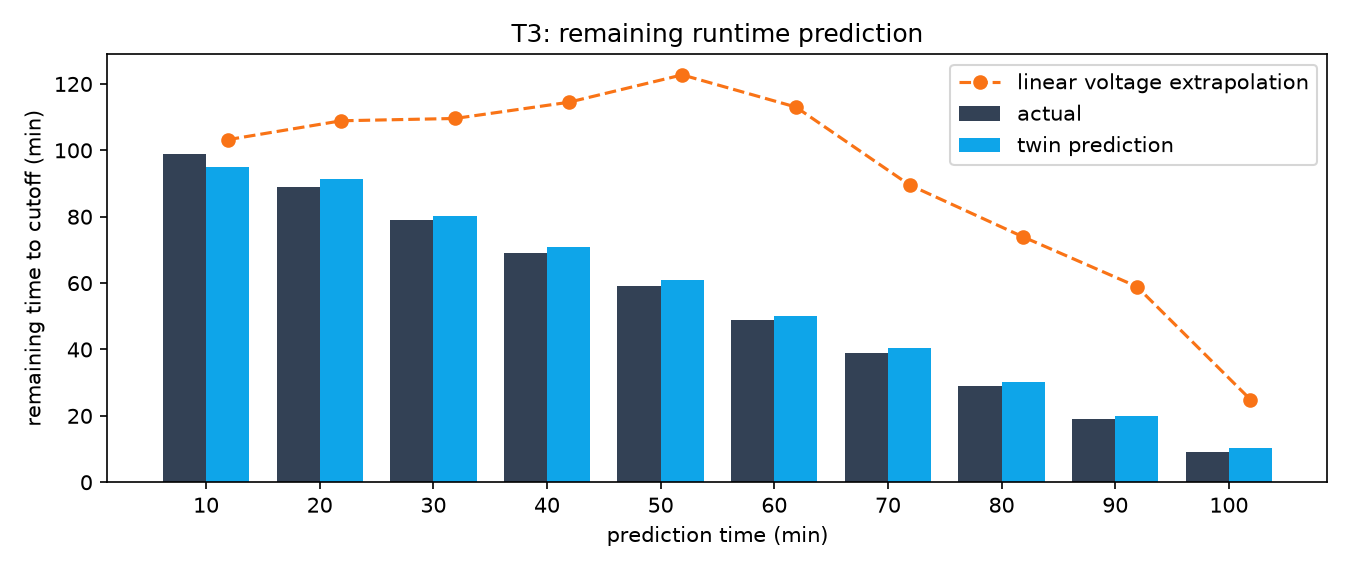 T3: remaining runtime prediction
remaining time to cutoff (min)
120
100
80
60
40
20
0
linear voltage extrapolation
actual
twin prediction
10 20 30 40 50 60 70 80 90 100
prediction time (min)